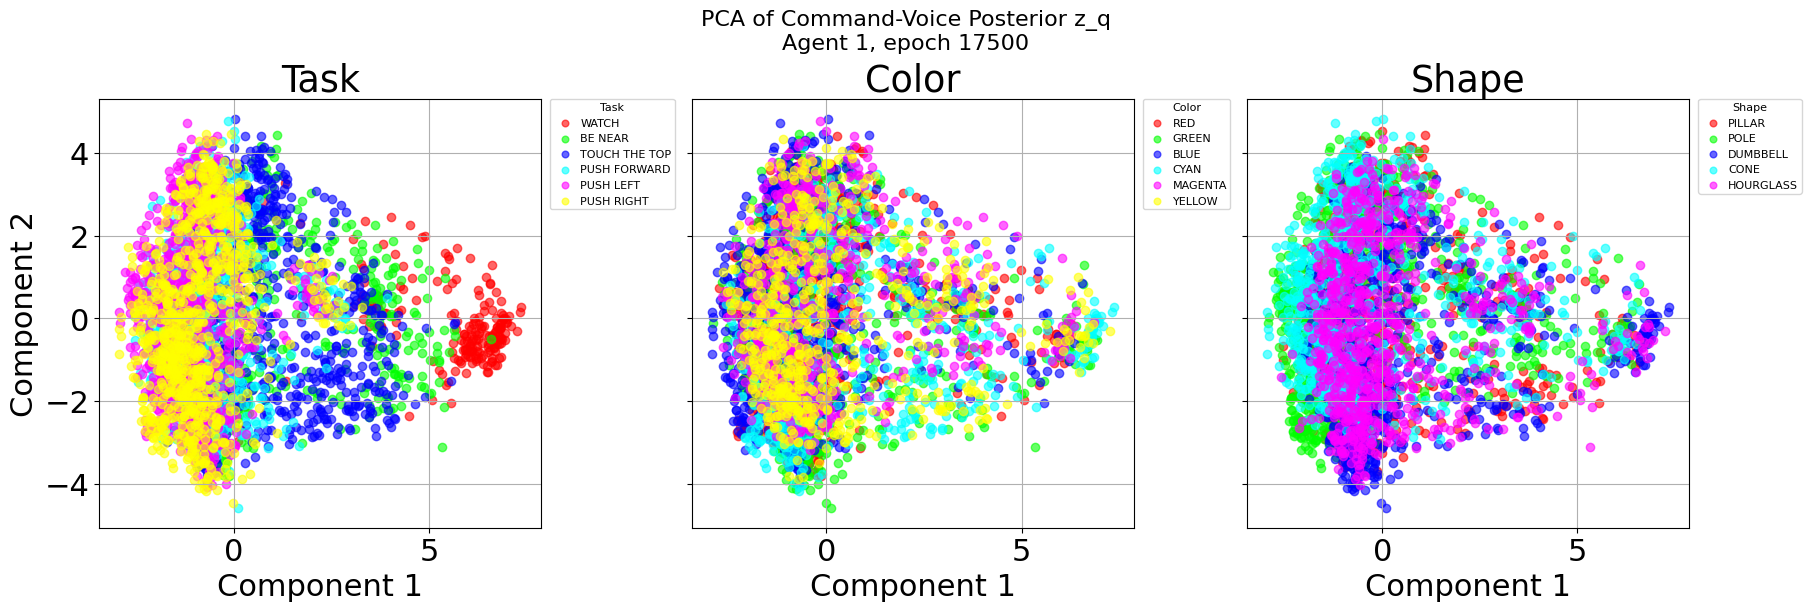 PCA of Command-Voice Posterior z_q
Agent 1, epoch 17500
Task
Component 2
4
2
0
−2
−4
0
5
Component 1
Task
WATCH
BE NEAR
TOUCH THE TOP
PUSH FORWARD
PUSH LEFT
PUSH RIGHT
Color
0
5
Component 1
Color
RED
GREEN
BLUE
CYAN
MAGENTA
YELLOW
Shape
0
5
Component 1
Shape
PILLAR
POLE
DUMBBELL
CONE
HOURGLASS